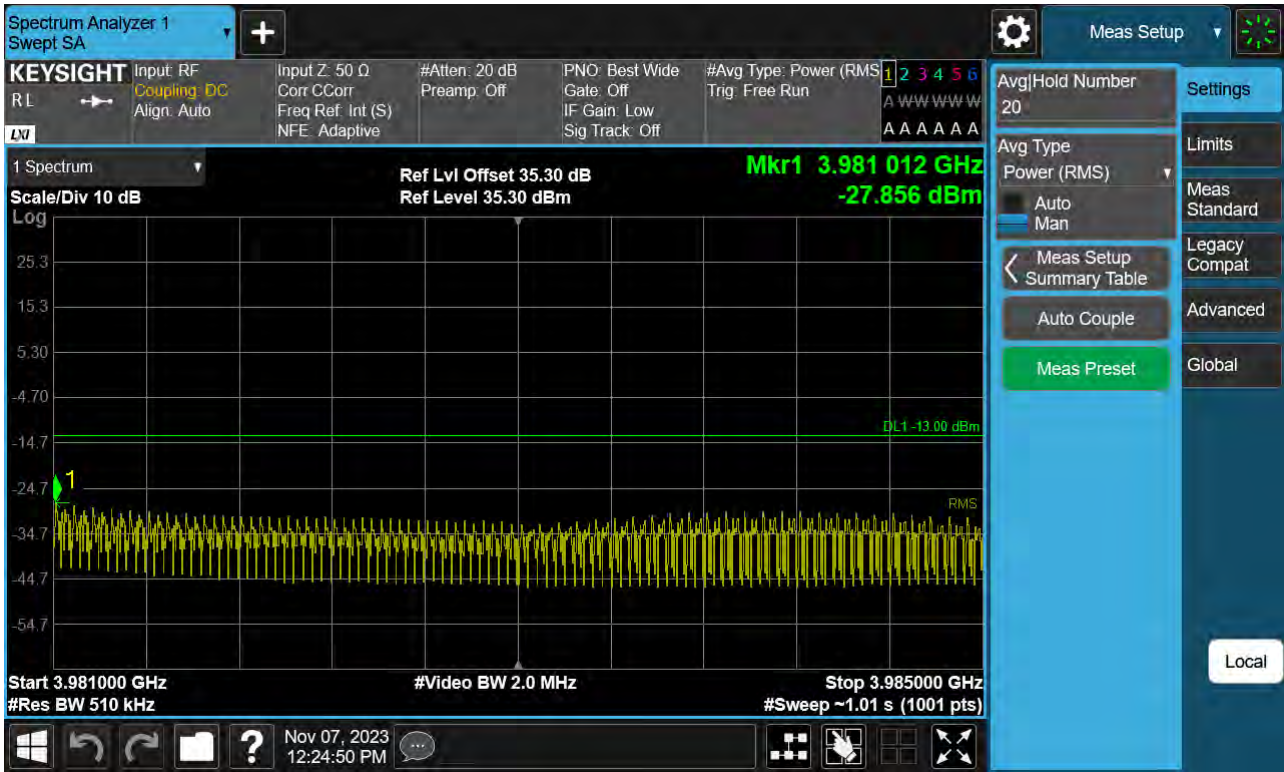 Spectrum Analyzer 1
Swept SA
+
Meas Setup
KEYSIGHT
RL
LXI
Input: RF
Coupling: DC
Align: Auto
Input Z: 50 Ω
Corr CCorr
Freq Ref: Int (S)
NFE: Adaptive
#Atten: 20 dB
Preamp: Off
PNO: Best Wide
Gate: Off
IF Gain: Low
Sig Track: Off
#Avg Type: Power (RMS
Trig: Free Run
1 2 3 4 5 6
A W W W W W
A A A A A A
1 Spectrum
Scale/Div 10 dB
Log
Ref Lvl Offset 35.30 dB
Ref Level 35.30 dBm
Mkr1 3.981 012 GHz
-27.856 dBm
25.3
15.3
5.30
-4.70
DL1 -13.00 dBm
-14.7
1
-24.7
RMS
-34.7
-44.7
-54.7
Start 3.981000 GHz
#Res BW 510 kHz
#Video BW 2.0 MHz
Stop 3.985000 GHz
#Sweep ~1.01 s (1001 pts)
Avg|Hold Number
20
Avg Type
Power (RMS)
Auto
Man
Meas Setup
Summary Table
Auto Couple
Meas Preset
Settings
Limits
Meas
Standard
Legacy
Compat
Advanced
Global
Local
?
Nov 07, 2023
12:24:50 PM